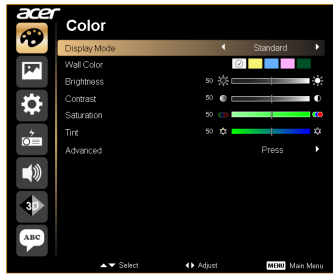 acer
Color
Display Mode Standard
Wall Color
Brightness 50
Contrast 50
Saturation 50
Tint 50
Advanced Press
3D
ABC
Select Adjust MENU Main Menu